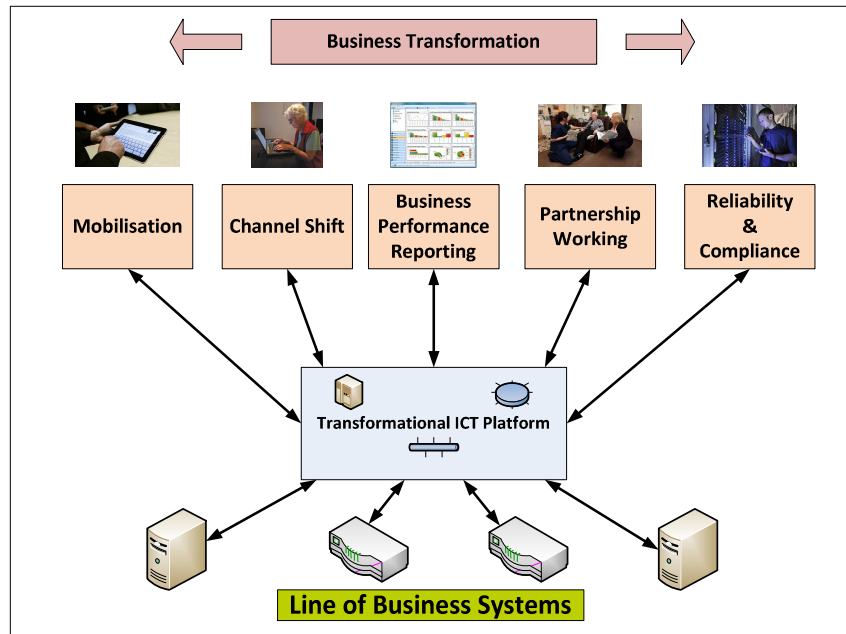 Business Transformation
Mobilisation
Channel Shift
Business
Performance
Reporting
Partnership
Working
Reliability
&
Compliance
Transformational ICT Platform
Line of Business Systems